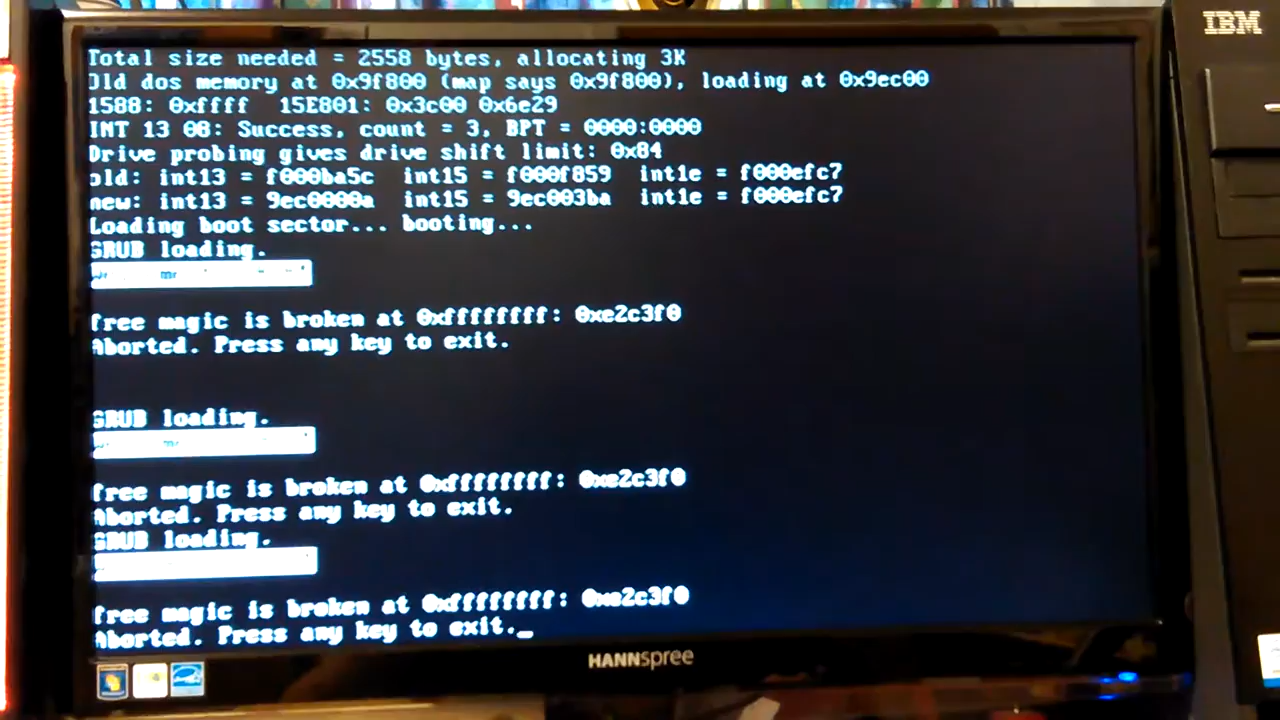 Total size needed = 2558 bytes, allocating 3K
Old dos memory at 0x9f800 (map says 0x9f800), loading at 0x9ec00
1588: 0xffff  15E801: 0x3c00 0x6e29
INT 13 08: Success, count = 3, BPT = 0000:0000
Drive probing gives drive shift limit: 0x84
old: int13 = f000ba5c  int15 = f000f859  int1e = f000efc7
new: int13 = 9ec0000a  int15 = 9ec003ba  int1e = f000efc7
Loading boot sector... booting...
GRUB loading.
free magic is broken at 0xffffffff: 0xe2c3f0
Aborted. Press any key to exit.
GRUB loading.
free magic is broken at 0xffffffff: 0xe2c3f0
Aborted. Press any key to exit.
GRUB loading.
free magic is broken at 0xffffffff: 0xe2c3f0
Aborted. Press any key to exit._
HANNspree
IBM